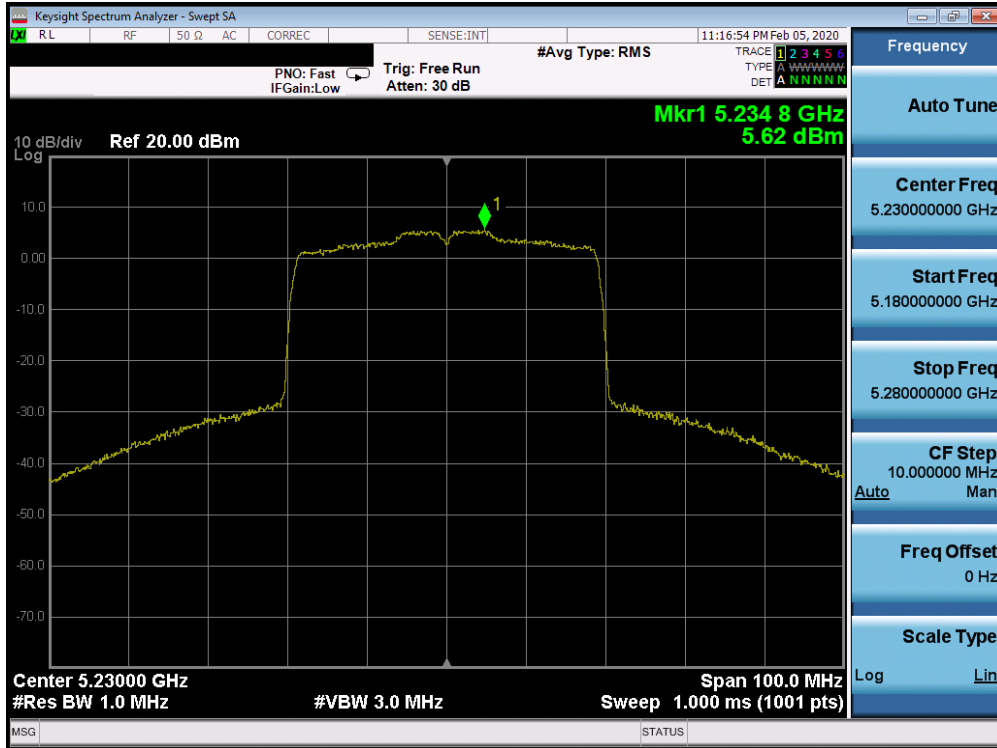 Keysight Spectrum Analyzer - Swept SA
LXI RL RF 50 Ω AC CORREC SENSE:INT 11:16:54 PM Feb 05, 2020
PNO: Fast
IFGain:Low
Trig: Free Run
Atten: 30 dB
#Avg Type: RMS
TRACE 1 2 3 4 5 6
TYPE A WWWWW
DET A N N N N N
Mkr1 5.234 8 GHz
5.62 dBm
10 dB/div Ref 20.00 dBm
Log
1
10.0
0.00
-10.0
-20.0
-30.0
-40.0
-50.0
-60.0
-70.0
Center 5.23000 GHz Span 100.0 MHz
#Res BW 1.0 MHz #VBW 3.0 MHz Sweep 1.000 ms (1001 pts)
MSG STATUS
Frequency
Auto Tune
Center Freq
5.230000000 GHz
Start Freq
5.180000000 GHz
Stop Freq
5.280000000 GHz
CF Step
10.000000 MHz
Auto Man
Freq Offset
0 Hz
Scale Type
Log Lin